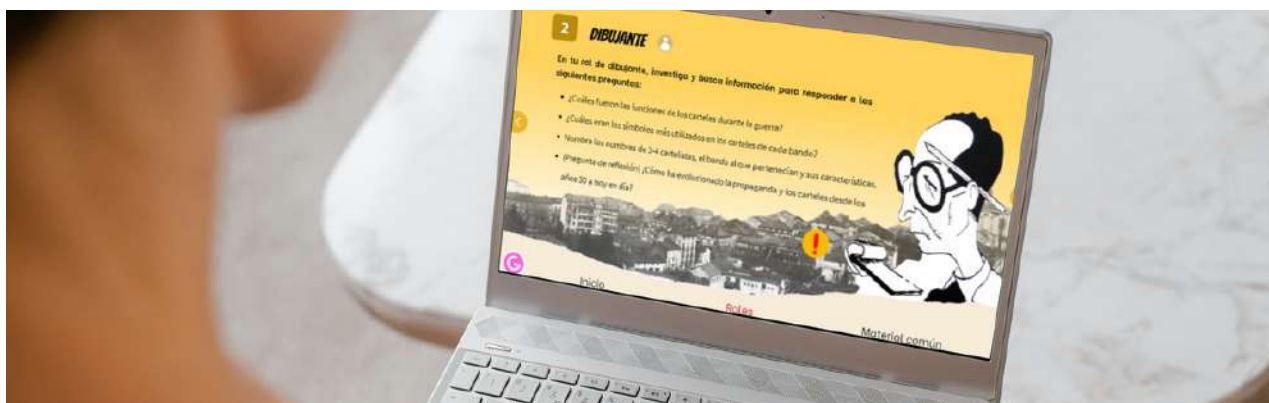 2 DIBUJANTE
En tu rol de dibujante, investiga y busca información para responder a las
siguientes preguntas:
• ¿Cuáles fueron las funciones de los carteles durante la guerra?
• ¿Cuáles eran los símbolos más utilizados en los carteles de cada bando?
• Nombra los nombres de 3-4 cartelistas, el bando al que pertenecían y sus características.
• (Pregunta de reflexión) ¿Cómo ha evolucionado la propaganda y los carteles desde los
años 30 a hoy en día?
!
G
Inicio
Roles
Material común